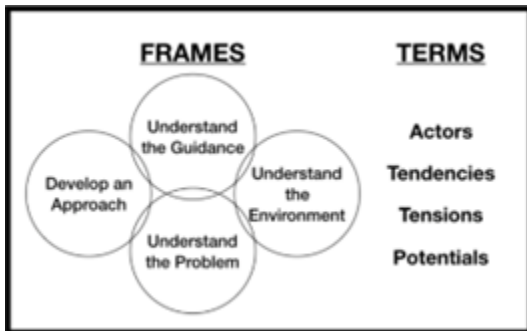 FRAMES
Understand
the Guidance
Develop an
Approach
Understand
the
Environment
Understand
the Problem
TERMS
Actors
Tendencies
Tensions
Potentials